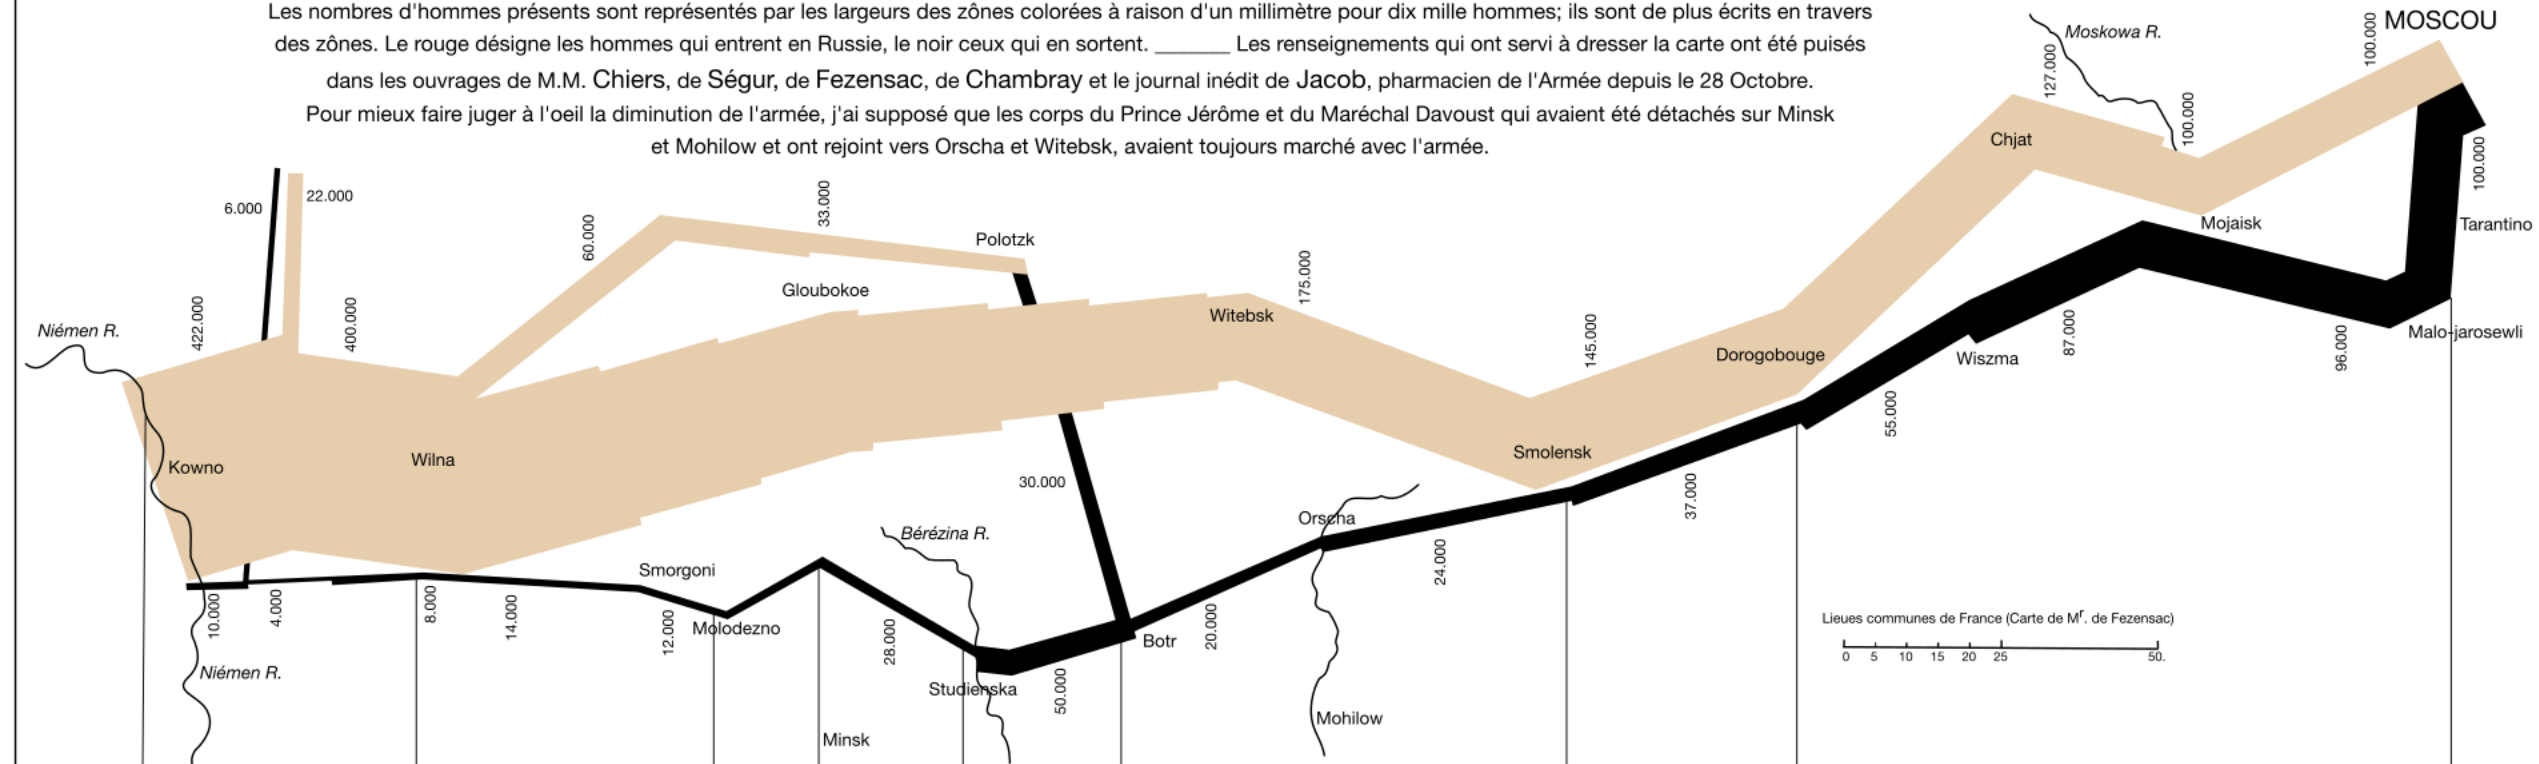 Les nombres d'hommes présents sont représentés par les largeurs des zônes colorées à raison d'un millimètre pour dix mille hommes; ils sont de plus écrits en travers
des zônes. Le rouge désigne les hommes qui entrent en Russie, le noir ceux qui en sortent. _______ Les renseignements qui ont servi à dresser la carte ont été puisés
dans les ouvrages de M.M. Chiers, de Ségur, de Fezensac, de Chambray et le journal inédit de Jacob, pharmacien de l'Armée depuis le 28 Octobre.
Pour mieux faire juger à l'oeil la diminution de l'armée, j'ai supposé que les corps du Prince Jérôme et du Maréchal Davoust qui avaient été détachés sur Minsk
et Mohilow et ont rejoint vers Orscha et Witebsk, avaient toujours marché avec l'armée.
MOSCOU
100.000
Moskowa R.
127.000
100.000
Chjat
100.000
Mojaisk
Tarantino
6.000
22.000
33.000
60.000
Polotzk
Gloubokoe
175.000
Witebsk
Niémen R.
422.000
400.000
145.000
Dorogobouge
Wiszma
87.000
96.000
Malo-jarosewli
Kowno
Wilna
Smolensk
55.000
30.000
37.000
Orscha
Bérézina R.
24.000
Smorgoni
10.000
4.000
8.000
14.000
12.000
Molodezno
28.000
Botr
20.000
Lieues communes de France (Carte de Mr. de Fezensac)
0 5 10 15 20 25 50.
Niémen R.
Studienska
50.000
Mohilow
Minsk